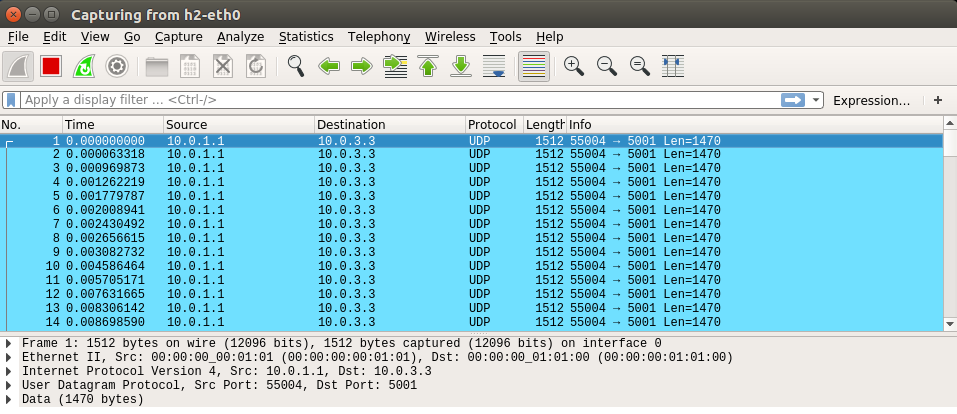 Capturing from h2-eth0
File Edit View Go Capture Analyze Statistics Telephony Wireless Tools Help
Apply a display filter ... <Ctrl-/> Expression... +
No. Time Source Destination Protocol Length Info
1 0.000000000 10.0.1.1 10.0.3.3 UDP 1512 55004 → 5001 Len=1470
2 0.000063318 10.0.1.1 10.0.3.3 UDP 1512 55004 → 5001 Len=1470
3 0.000969873 10.0.1.1 10.0.3.3 UDP 1512 55004 → 5001 Len=1470
4 0.001262219 10.0.1.1 10.0.3.3 UDP 1512 55004 → 5001 Len=1470
5 0.001779787 10.0.1.1 10.0.3.3 UDP 1512 55004 → 5001 Len=1470
6 0.002008941 10.0.1.1 10.0.3.3 UDP 1512 55004 → 5001 Len=1470
7 0.002430492 10.0.1.1 10.0.3.3 UDP 1512 55004 → 5001 Len=1470
8 0.002656615 10.0.1.1 10.0.3.3 UDP 1512 55004 → 5001 Len=1470
9 0.003082732 10.0.1.1 10.0.3.3 UDP 1512 55004 → 5001 Len=1470
10 0.004586464 10.0.1.1 10.0.3.3 UDP 1512 55004 → 5001 Len=1470
11 0.005705171 10.0.1.1 10.0.3.3 UDP 1512 55004 → 5001 Len=1470
12 0.007631665 10.0.1.1 10.0.3.3 UDP 1512 55004 → 5001 Len=1470
13 0.008306142 10.0.1.1 10.0.3.3 UDP 1512 55004 → 5001 Len=1470
14 0.008698590 10.0.1.1 10.0.3.3 UDP 1512 55004 → 5001 Len=1470
Frame 1: 1512 bytes on wire (12096 bits), 1512 bytes captured (12096 bits) on interface 0
Ethernet II, Src: 00:00:00_00:01:01 (00:00:00:00:01:01), Dst: 00:00:00_01:01:00 (00:00:00:01:01:00)
Internet Protocol Version 4, Src: 10.0.1.1, Dst: 10.0.3.3
User Datagram Protocol, Src Port: 55004, Dst Port: 5001
Data (1470 bytes)